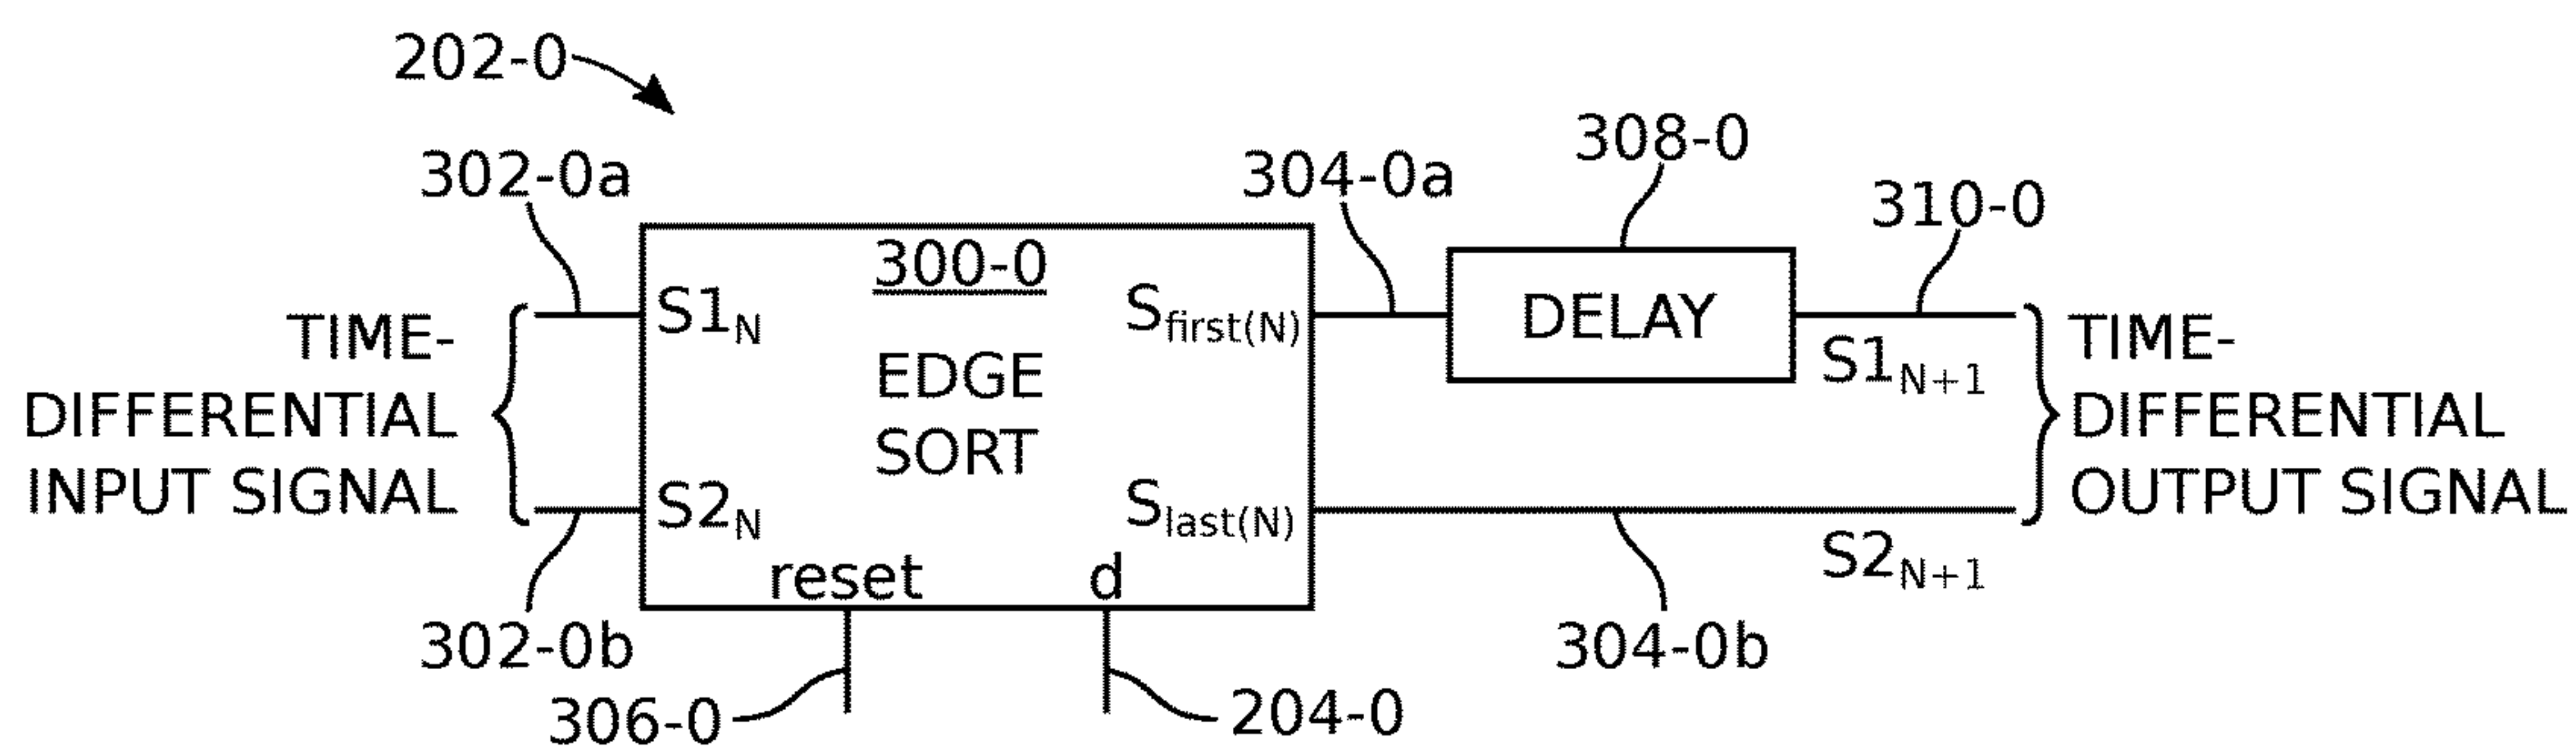 202-0
302-0a
304-0a
308-0
310-0
300-0
EDGE
SORT
S1N
S2N
Sfirst(N)
Slast(N)
reset
d
DELAY
S1N+1
S2N+1
TIME-
DIFFERENTIAL
INPUT SIGNAL
TIME-
DIFFERENTIAL
OUTPUT SIGNAL
302-0b
304-0b
306-0
204-0